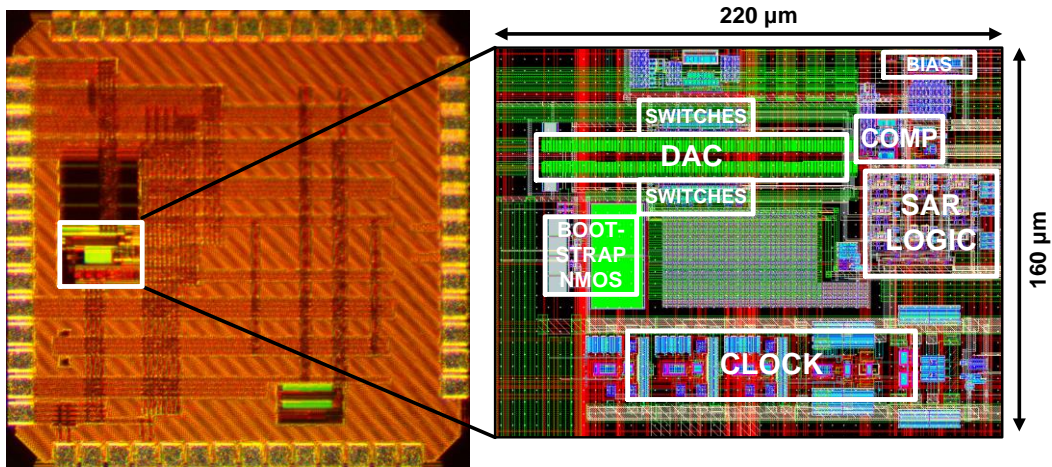 220 µm
BIAS
SWITCHES
COMP
DAC
SWITCHES
SAR
LOGIC
BOOT-
STRAP
NMOS
160 µm
CLOCK